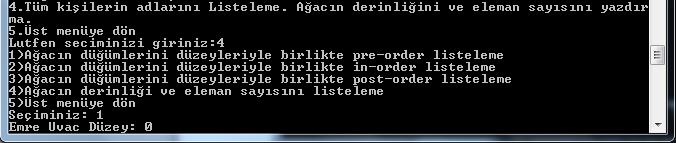 4.Tüm kişilerin adlarını Listeleme. Ağacın derinliğini ve eleman sayısını yazdır
ma.
5.Üst menüye dön
Lutfen seciminizi giriniz:4
1)Ağacın düğümlerini düzeyleriyle birlikte pre-order listeleme
2)Ağacın düğümlerini düzeyleriyle birlikte in-order listeleme
3)Ağacın düğümlerini düzeyleriyle birlikte post-order listeleme
4)Ağacın derinliği ve eleman sayısını listeleme
5)Üst menüye dön
Seçiminiz: 1
Emre Uvac Düzey: 0